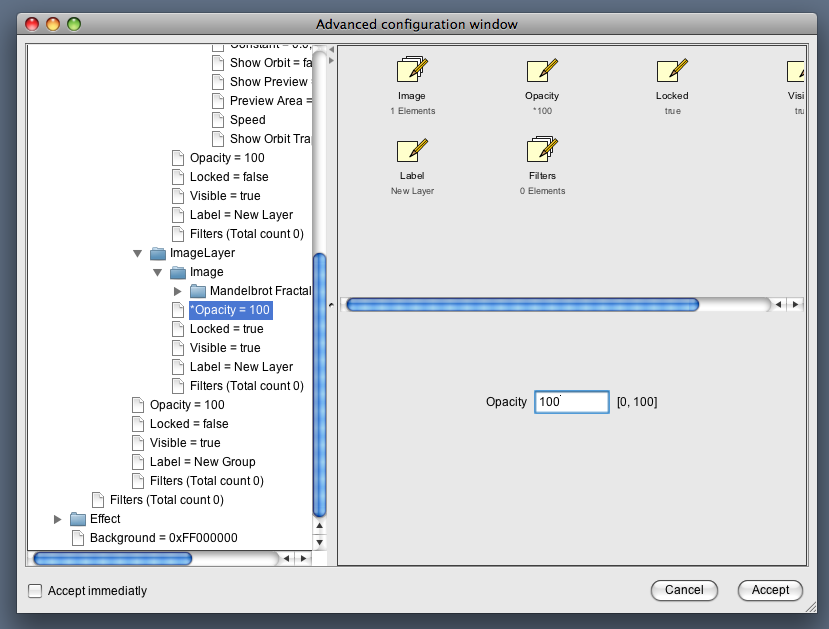 Advanced configuration window
Constant = 0.0,
Show Orbit = fa
Show Preview
Preview Area =
Speed
Show Orbit Tra
Opacity = 100
Locked = false
Visible = true
Label = New Layer
Filters (Total count 0)
ImageLayer
Image
Mandelbrot Fractal
*Opacity = 100
Locked = true
Visible = true
Label = New Layer
Filters (Total count 0)
Opacity = 100
Locked = false
Visible = true
Label = New Group
Filters (Total count 0)
Filters (Total count 0)
Effect
Background = 0xFF000000
Image Opacity Locked Visi
1 Elements *100 true tru
Label Filters
New Layer 0 Elements
Opacity 100 [0, 100]
Accept immediatly
Cancel Accept